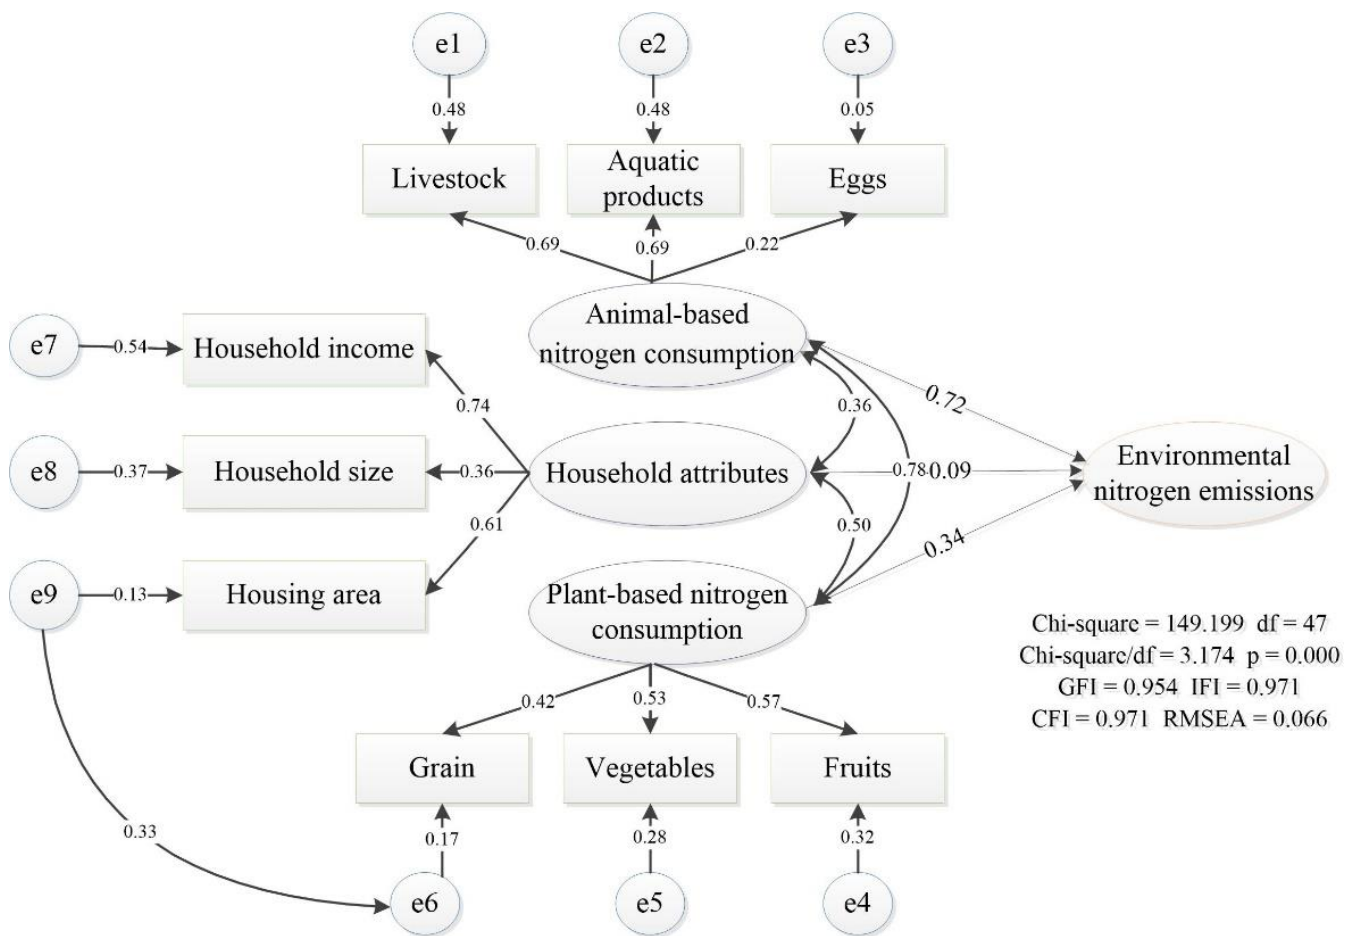 e1
e2
e3
0.48
0.48
0.05
Livestock
Aquatic
products
Eggs
0.69
0.69
0.22
Animal-based
nitrogen consumption
e7
0.54
Household income
0.74
0.36
0.72
e8
0.37
Household size
0.36
Household attributes
0.78
0.09
Environmental
nitrogen emissions
0.61
0.50
0.34
e9
0.13
Housing area
Plant-based nitrogen
consumption
Chi-square = 149.199 df = 47
Chi-square/df = 3.174 p = 0.000
GFI = 0.954 IFI = 0.971
CFI = 0.971 RMSEA = 0.066
0.42
0.53
0.57
Grain
Vegetables
Fruits
0.33
0.17
0.28
0.32
e6
e5
e4